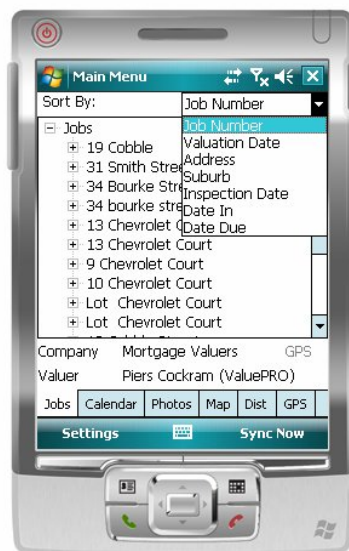 Main Menu
Sort By: Job Number
Job Number
Valuation Date
Address
Suburb
Inspection Date
Date In
Date Due
Jobs
19 Cobble
31 Smith Stree
34 Bourke Stre
34 bourke stre
13 Chevrolet C
13 Chevrolet Court
9 Chevrolet Court
10 Chevrolet Court
Lot Chevrolet Court
Lot Chevrolet Court
Company Mortgage Valuers GPS
Valuer Piers Cockram (ValuePRO)
Jobs Calendar Photos Map Dist GPS
Settings Sync Now